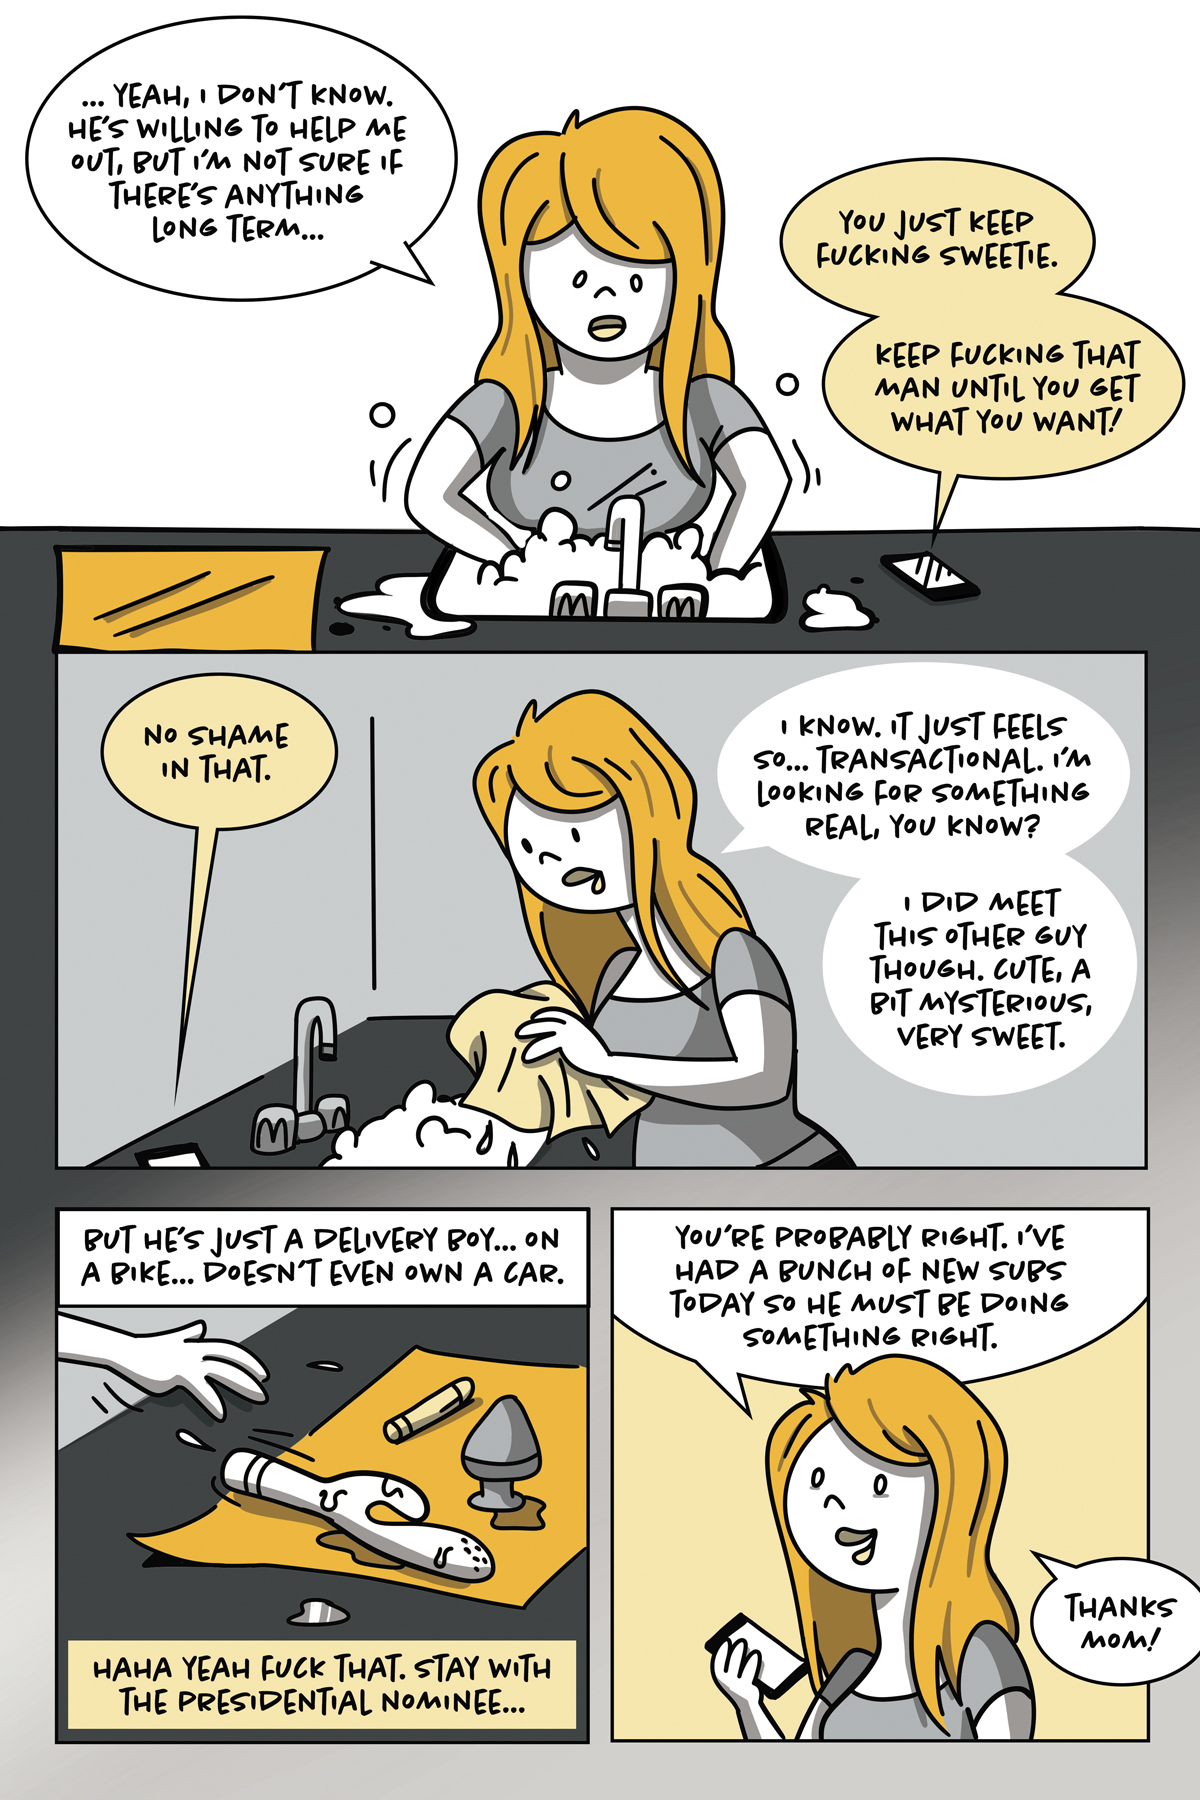 ... YEAH, I DON'T KNOW.
HE'S WILLING TO HELP ME
OUT, BUT I'M NOT SURE IF
THERE'S ANYTHING
LONG TERM...
YOU JUST KEEP
FUCKING SWEETIE.
KEEP FUCKING THAT
MAN UNTIL YOU GET
WHAT YOU WANT!
NO SHAME
IN THAT.
I KNOW. IT JUST FEELS
SO... TRANSACTIONAL. I'M
LOOKING FOR SOMETHING
REAL, YOU KNOW?
I DID MEET
THIS OTHER GUY
THOUGH. CUTE, A
BIT MYSTERIOUS,
VERY SWEET.
BUT HE'S JUST A DELIVERY BOY... ON
A BIKE... DOESN'T EVEN OWN A CAR.
HAHA YEAH FUCK THAT. STAY WITH
THE PRESIDENTIAL NOMINEE...
YOU'RE PROBABLY RIGHT. I'VE
HAD A BUNCH OF NEW SUBS
TODAY SO HE MUST BE DOING
SOMETHING RIGHT.
THANKS
MOM!